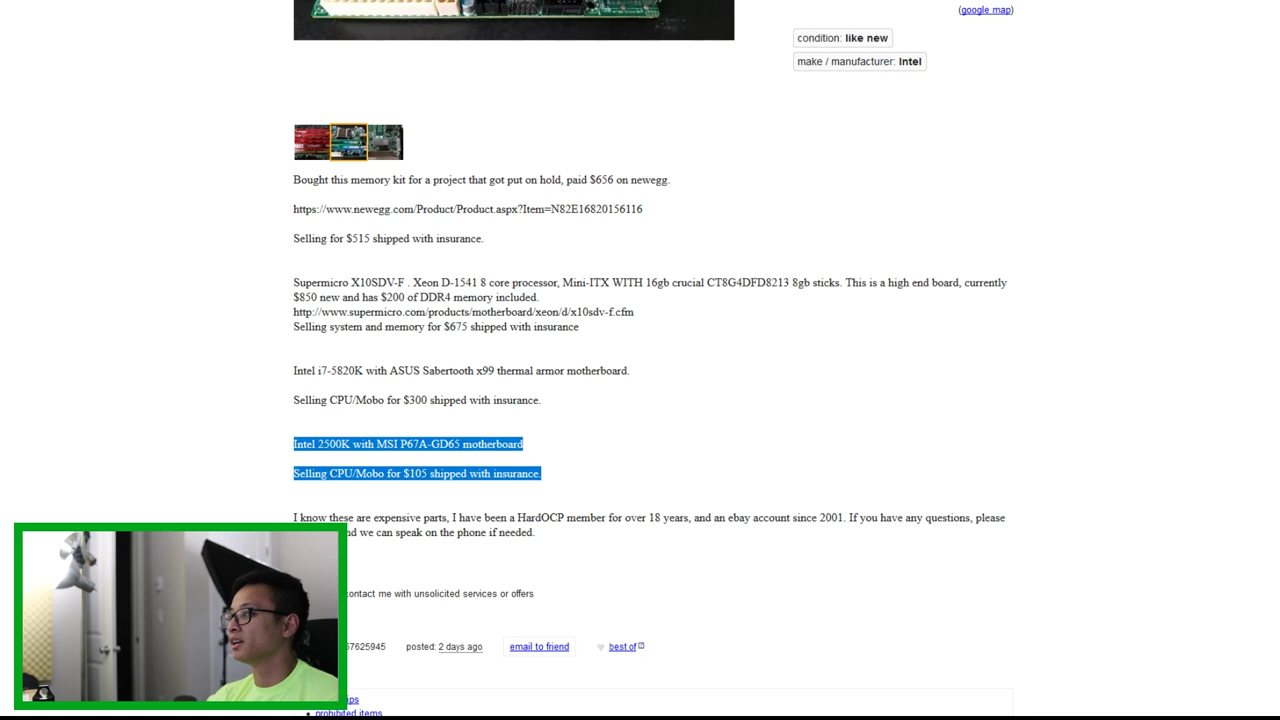 (google map)
condition: like new
make / manufacturer: Intel
Bought this memory kit for a project that got put on hold, paid $656 on newegg.
https://www.newegg.com/Product/Product.aspx?Item=N82E16820156116
Selling for $515 shipped with insurance.
Supermicro X10SDV-F . Xeon D-1541 8 core processor, Mini-ITX WITH 16gb crucial CT8G4DFD8213 8gb sticks. This is a high end board, currently
$850 new and has $200 of DDR4 memory included.
http://www.supermicro.com/products/motherboard/xeon/d/x10sdv-f.cfm
Selling system and memory for $675 shipped with insurance
Intel i7-5820K with ASUS Sabertooth x99 thermal armor motherboard.
Selling CPU/Mobo for $300 shipped with insurance.
Intel 2500K with MSI P67A-GD65 motherboard
Selling CPU/Mobo for $105 shipped with insurance.
I know these are expensive parts, I have been a HardOCP member for over 18 years, and an ebay account since 2001. If you have any questions, please
we can speak on the phone if needed.
contact me with unsolicited services or offers
57625945 posted: 2 days ago email to friend best of [?]
prohibited items